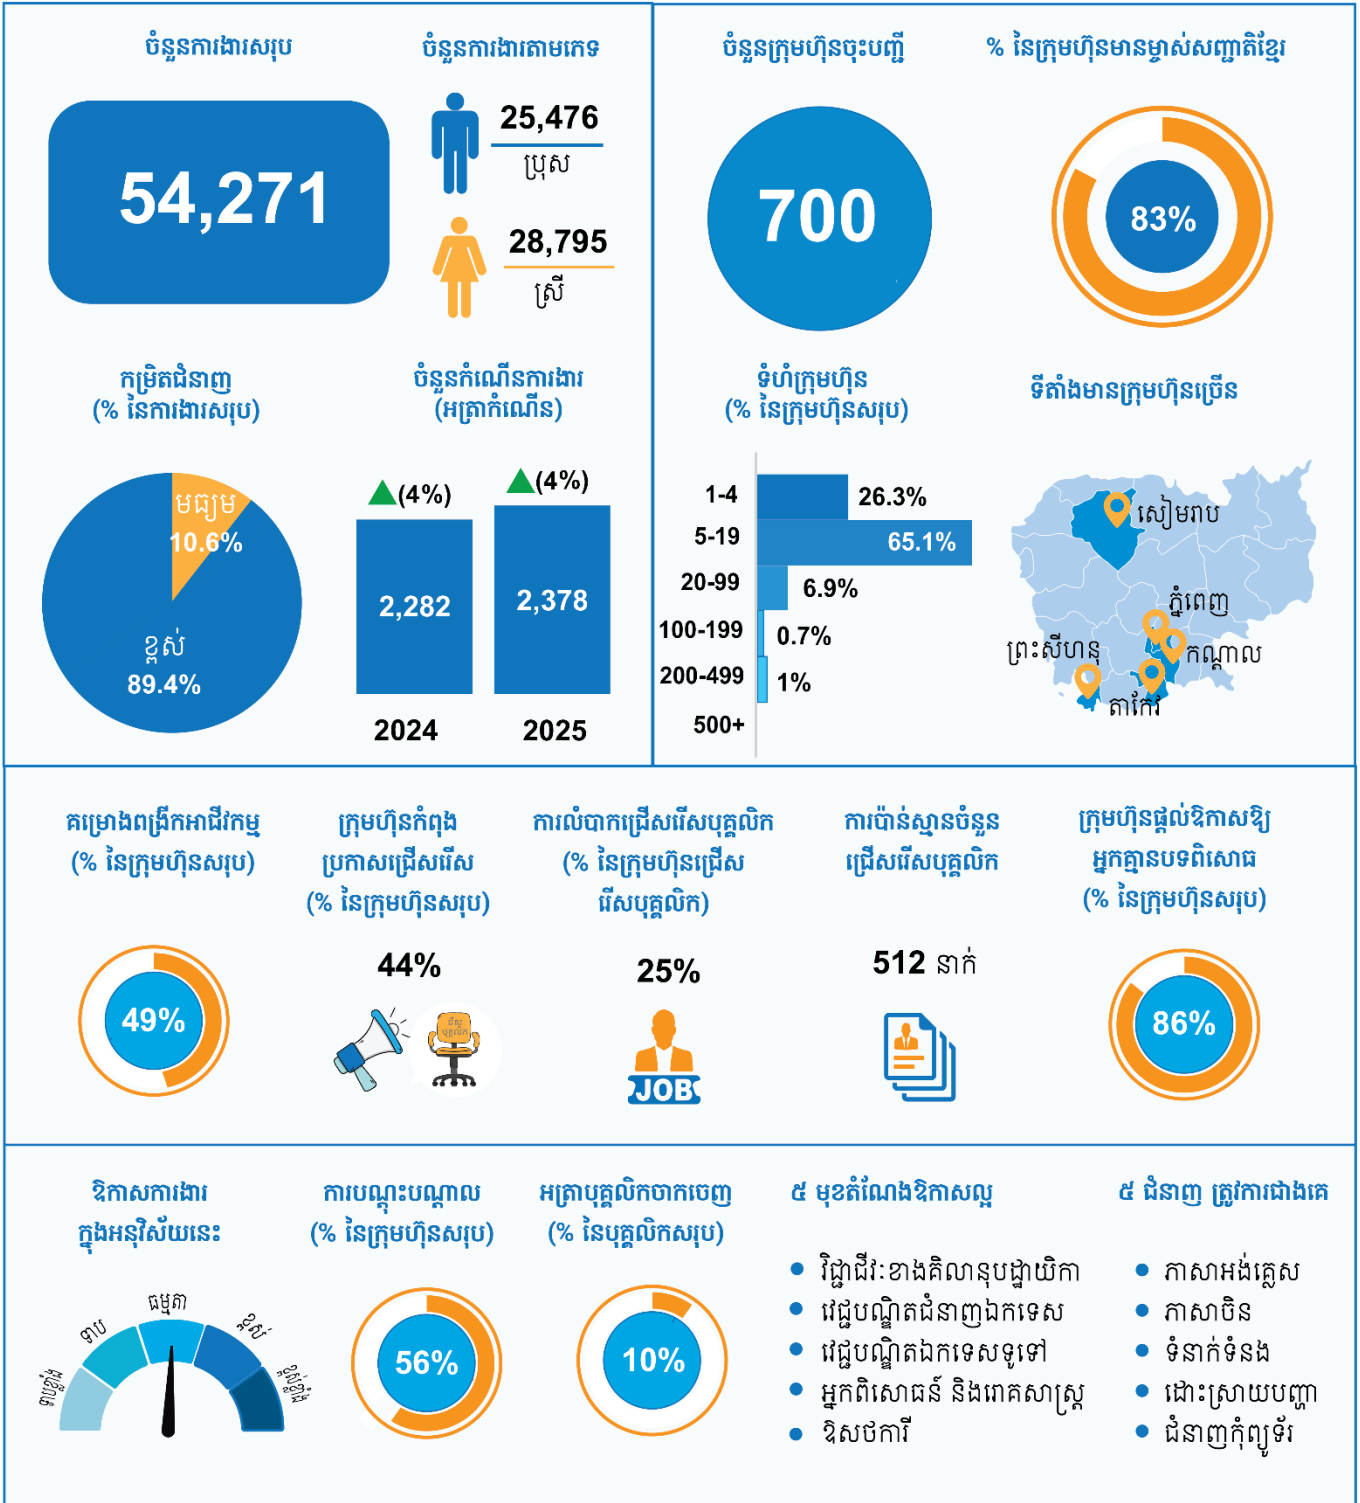 ចំនួនការងារសរុប
54,271
ចំនួនការងារតាមភេទ
25,476
ប្រុស
28,795
ស្រី
កម្រិតជំនាញ
(% នៃការងារសរុប)
មធ្យម
10.6%
ខ្ពស់
89.4%
ចំនួនកំណើនការងារ
(អត្រាកំណើន)
(4%)
(4%)
2,282
2,378
2024
2025
ចំនួនក្រុមហ៊ុនចុះបញ្ជី
700
% នៃក្រុមហ៊ុនមានម្ចាស់សញ្ជាតិខ្មែរ
83%
ទំហំក្រុមហ៊ុន
(% នៃក្រុមហ៊ុនសរុប)
1-4
26.3%
5-19
65.1%
20-99
6.9%
100-199
0.7%
200-499
1%
500+
ទីតាំងមានក្រុមហ៊ុនច្រើន
សៀមរាប
ភ្នំពេញ
ព្រះសីហនុ
កណ្តាល
តាកែវ
គម្រោងពង្រីកអាជីវកម្ម
(% នៃក្រុមហ៊ុនសរុប)
49%
ក្រុមហ៊ុនកំពុង
ប្រកាសជ្រើសរើស
(% នៃក្រុមហ៊ុនសរុប)
44%
រើស
បុគ្គលិក
ការលំបាកជ្រើសរើសបុគ្គលិក
(% នៃក្រុមហ៊ុនជ្រើស
រើសបុគ្គលិក)
25%
JOB
ការប៉ាន់ស្មានចំនួន
ជ្រើសរើសបុគ្គលិក
512 នាក់
ក្រុមហ៊ុនផ្តល់ឱកាសឱ្យ
អ្នកគ្មានបទពិសោធ
(% នៃក្រុមហ៊ុនសរុប)
86%
ឱកាសការងារ
ក្នុងអនុវិស័យនេះ
ទាបខ្លាំង
ទាប
ធម្មតា
ខ្ពស់
ខ្ពស់ខ្លាំង
ការបណ្តុះបណ្តាល
(% នៃក្រុមហ៊ុនសរុប)
56%
អត្រាបុគ្គលិកចាកចេញ
(% នៃបុគ្គលិកសរុប)
10%
៥ មុខតំណែងឱកាសល្អ
វិជ្ជាជីវៈខាងគិលានុបដ្ឋាយិកា
វេជ្ជបណ្ឌិតជំនាញឯកទេស
វេជ្ជបណ្ឌិតឯកទេសទូទៅ
អ្នកពិសោធន៍ និងរោគសាស្ត្រ
ឱសថការី
៥ ជំនាញ ត្រូវការជាងគេ
ភាសាអង់គ្លេស
ភាសាចិន
ទំនាក់ទំនង
ដោះស្រាយបញ្ហា
ជំនាញកុំព្យូទ័រ